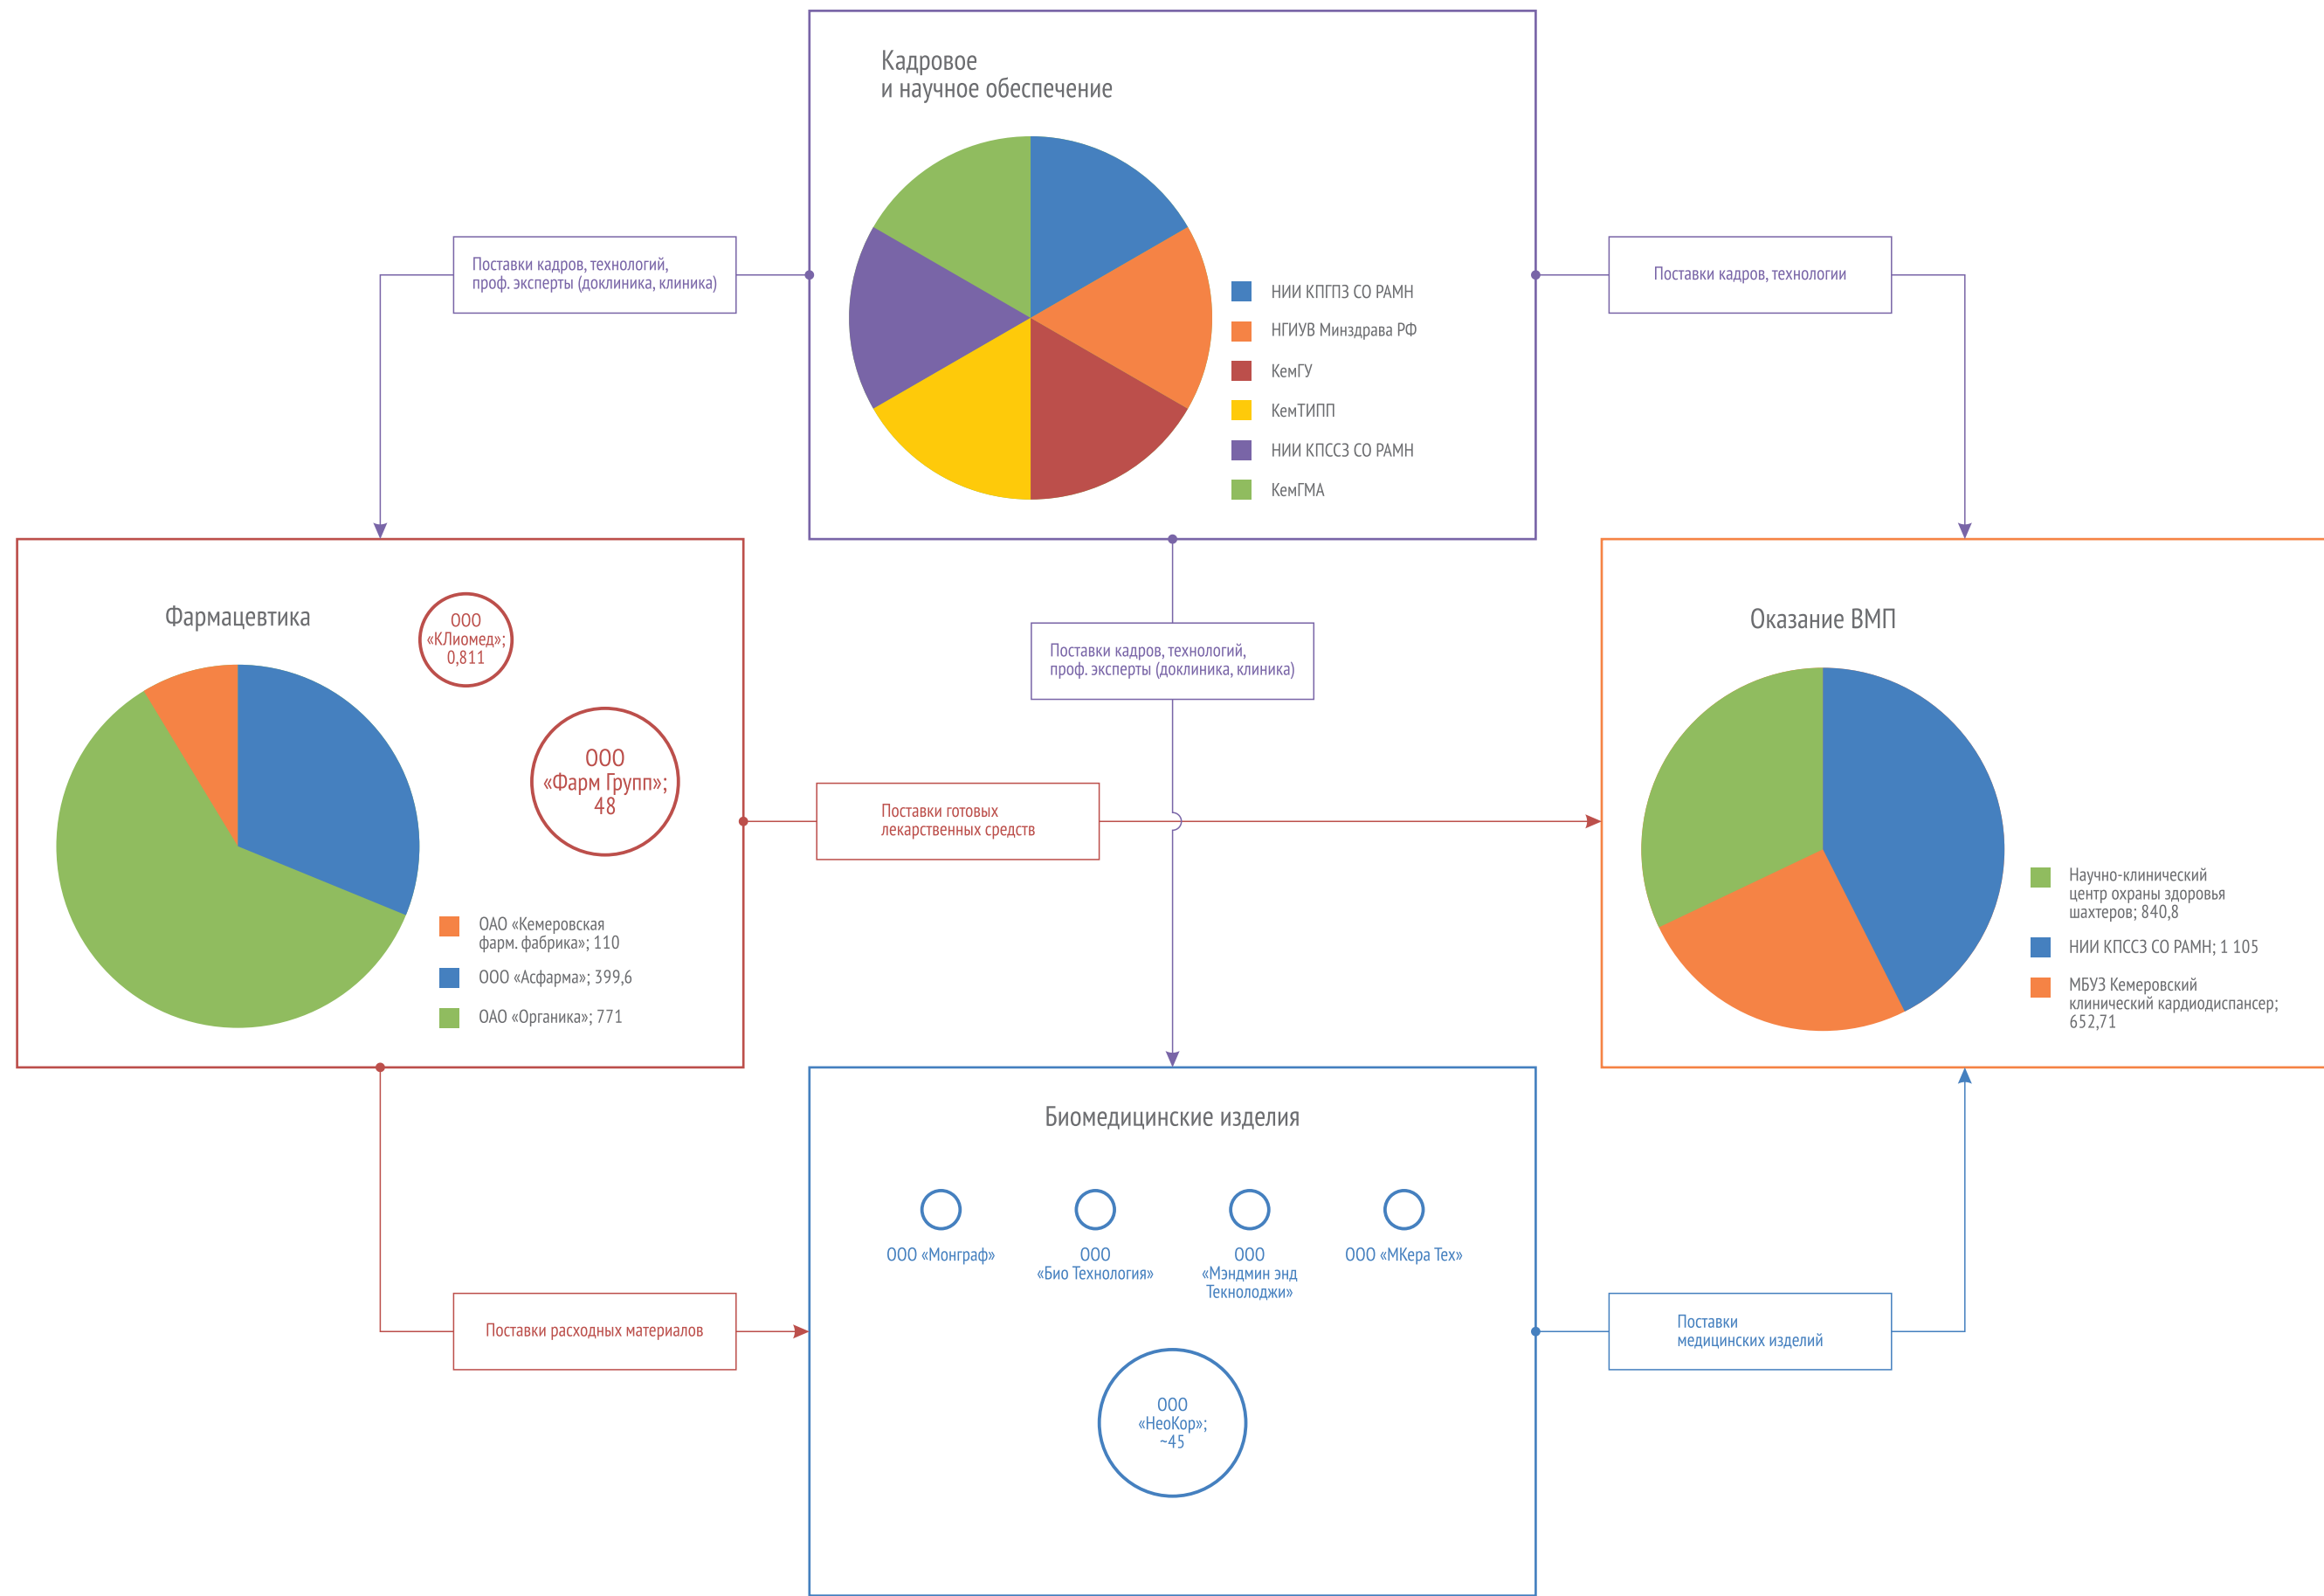 Кадровое
и научное обеспечение
НИИ КПГПЗ СО РАМН
НГИУВ Минздрава РФ
КемГУ
КемТИПП
НИИ КПССЗ СО РАМН
КемГМА
Поставки кадров, технологий,
проф. эксперты (доклиника, клиника)
Поставки кадров, технологии
Фармацевтика
ООО
«КЛиомед»;
0,811
ООО
«Фарм Групп»;
48
ОАО «Кемеровская
фарм. фабрика»; 110
ООО «Асфарма»; 399,6
ОАО «Органика»; 771
Поставки кадров, технологий,
проф. эксперты (доклиника, клиника)
Поставки готовых
лекарственных средств
Оказание ВМП
Научно-клинический
центр охраны здоровья
шахтеров; 840,8
НИИ КПССЗ СО РАМН; 1 105
МБУЗ Кемеровский
клинический кардиодиспансер;
652,71
Биомедицинские изделия
ООО «Монграф»
ООО
«Био Технология»
ООО
«Мэндмин энд
Текнолоджи»
ООО «МКера Тех»
Поставки расходных материалов
ООО
«НеоКор»;
~45
Поставки
медицинских изделий